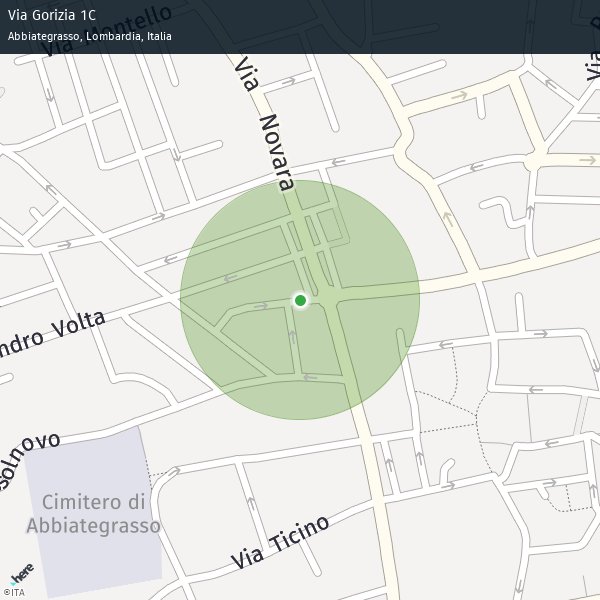 Via Gorizia 1C
Abbiategrasso, Lombardia, Italia
Via Montello
Via
Via Novara
ndro Volta
solnovo
Cimitero di
Abbiategrasso
Via Ticino
here
©ITA